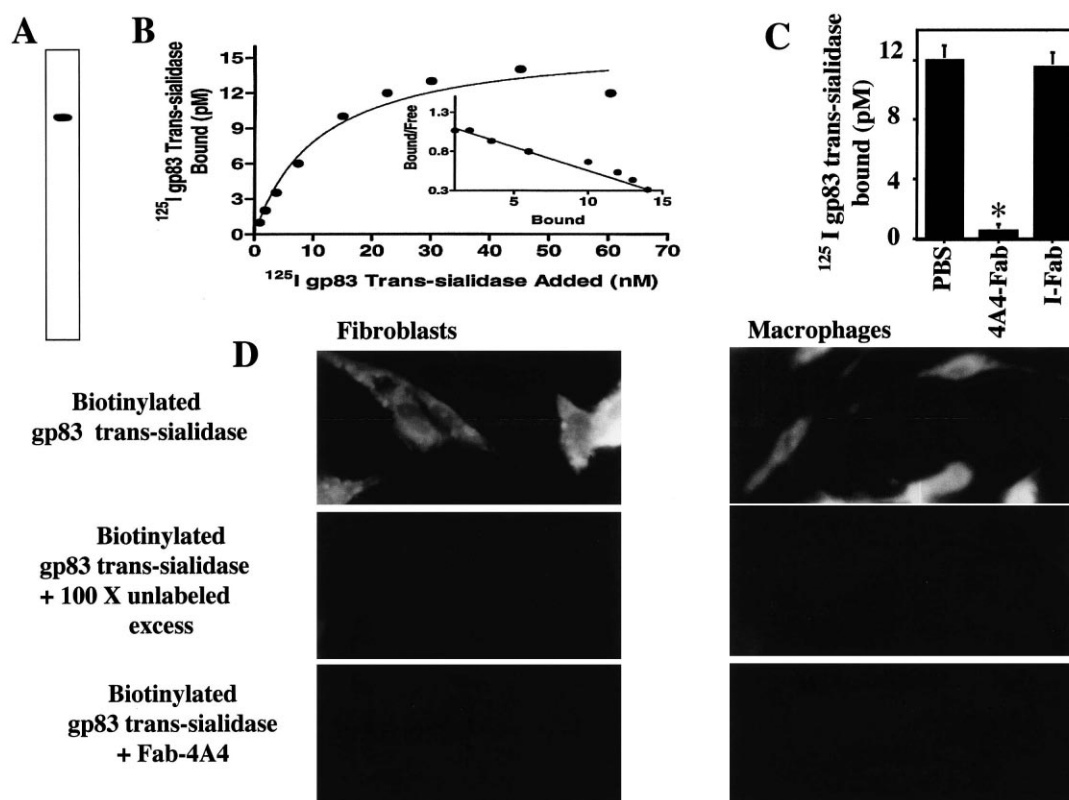 A
B
¹²⁵I gp83 Trans-sialidase
Bound (pM)
15
12
9
6
3
0
0 10 20 30 40 50 60 70
¹²⁵I gp83 Trans-sialidase Added (nM)
Bound/Free
1.3
0.8
0.3
5 10 15
Bound
C
¹²⁵I gp83 trans-sialidase
bound (pM)
12
8
4
0
*
PBS
4A4-Fab
I-Fab
D
Fibroblasts
Macrophages
Biotinylated
gp83 trans-sialidase
Biotinylated
gp83 trans-sialidase
+ 100 X unlabeled
excess
Biotinylated
gp83 trans-sialidase
+ Fab-4A4